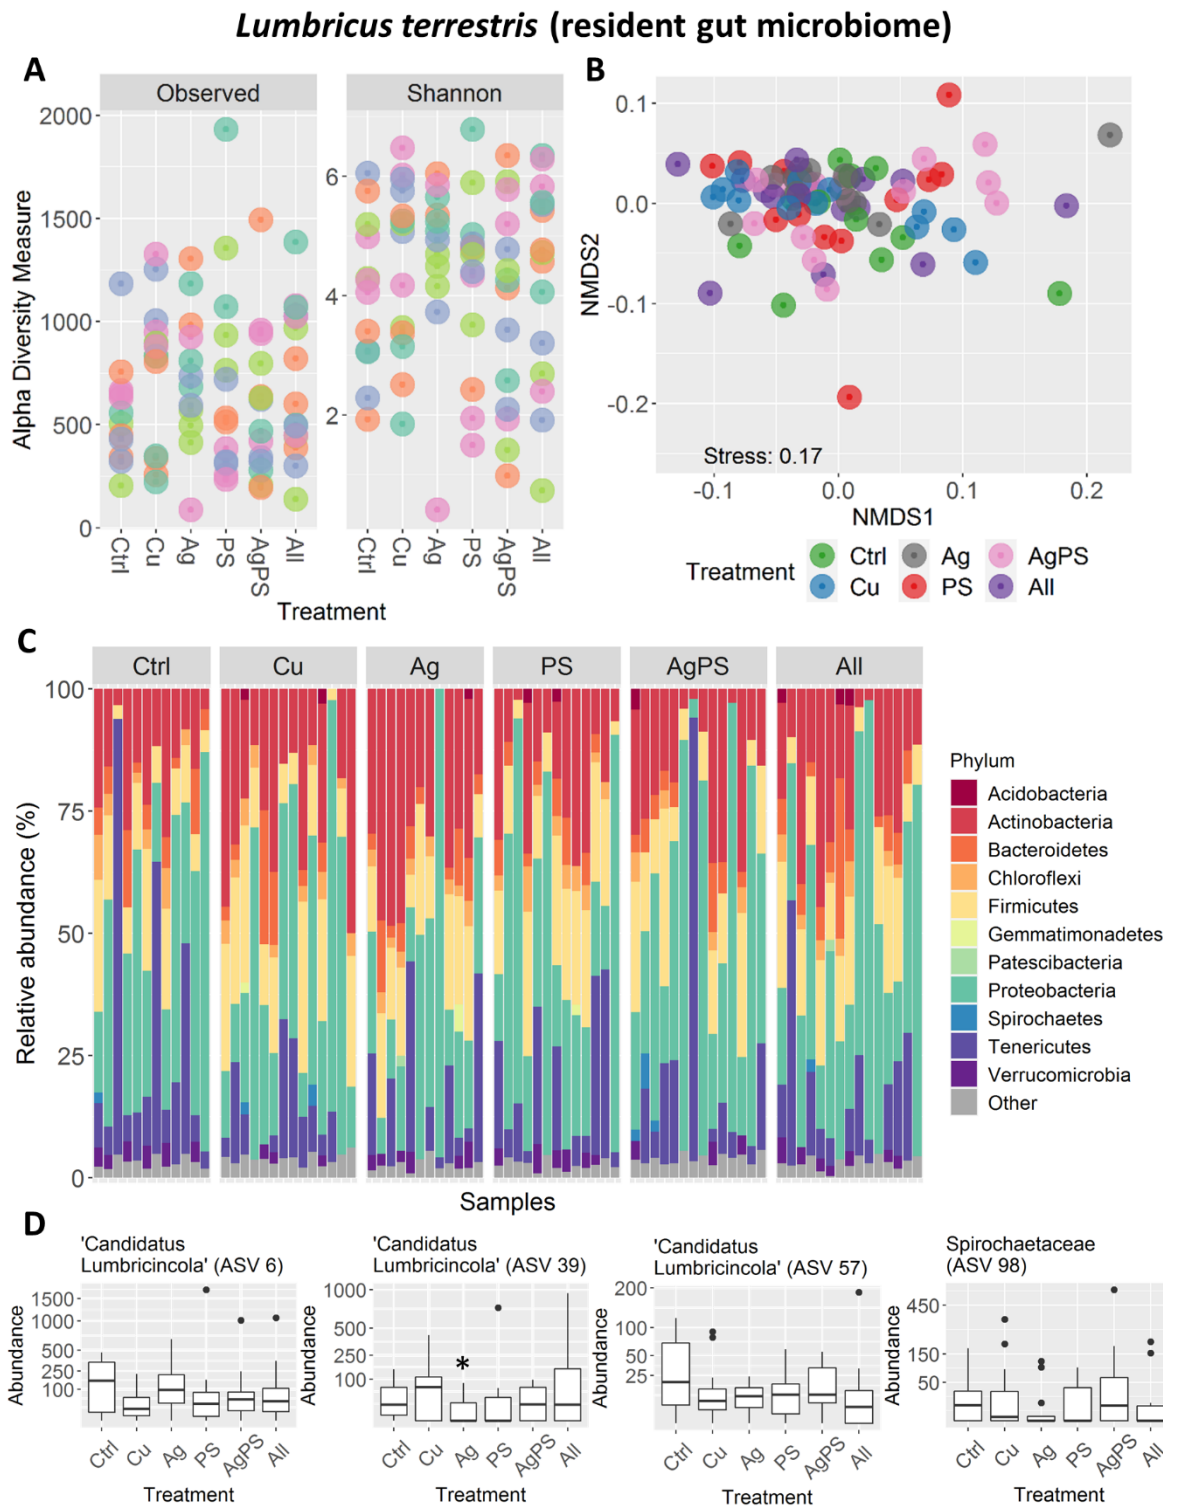 Lumbricus terrestris (resident gut microbiome)
A
B
Observed
Shannon
Alpha Diversity Measure
2000
1500
1000
500
0
6
4
2
Ctrl
Cu
Ag
PS
AgPS
All
Ctrl
Cu
Ag
PS
AgPS
All
Treatment
NMDS2
0.1
0.0
-0.1
-0.2
Stress: 0.17
-0.1
0.0
0.1
0.2
NMDS1
Treatment
Ctrl
Ag
AgPS
Cu
PS
All
C
Ctrl
Cu
Ag
PS
AgPS
All
Relative abundance (%)
100
75
50
25
0
Samples
Phylum
Acidobacteria
Actinobacteria
Bacteroidetes
Chloroflexi
Firmicutes
Gemmatimonadetes
Patescibacteria
Proteobacteria
Spirochaetes
Tenericutes
Verrucomicrobia
Other
D
'Candidatus
Lumbricincola' (ASV 6)
Abundance
1500
1000
500
250
100
Ctrl
Cu
Ag
PS
AgPS
All
Treatment
'Candidatus
Lumbricincola' (ASV 39)
Abundance
1000
500
250
100
*
Ctrl
Cu
Ag
PS
AgPS
All
Treatment
'Candidatus
Lumbricincola' (ASV 57)
Abundance
200
100
50
25
Ctrl
Cu
Ag
PS
AgPS
All
Treatment
Spirochaetaceae
(ASV 98)
Abundance
450
150
50
Ctrl
Cu
Ag
PS
AgPS
All
Treatment